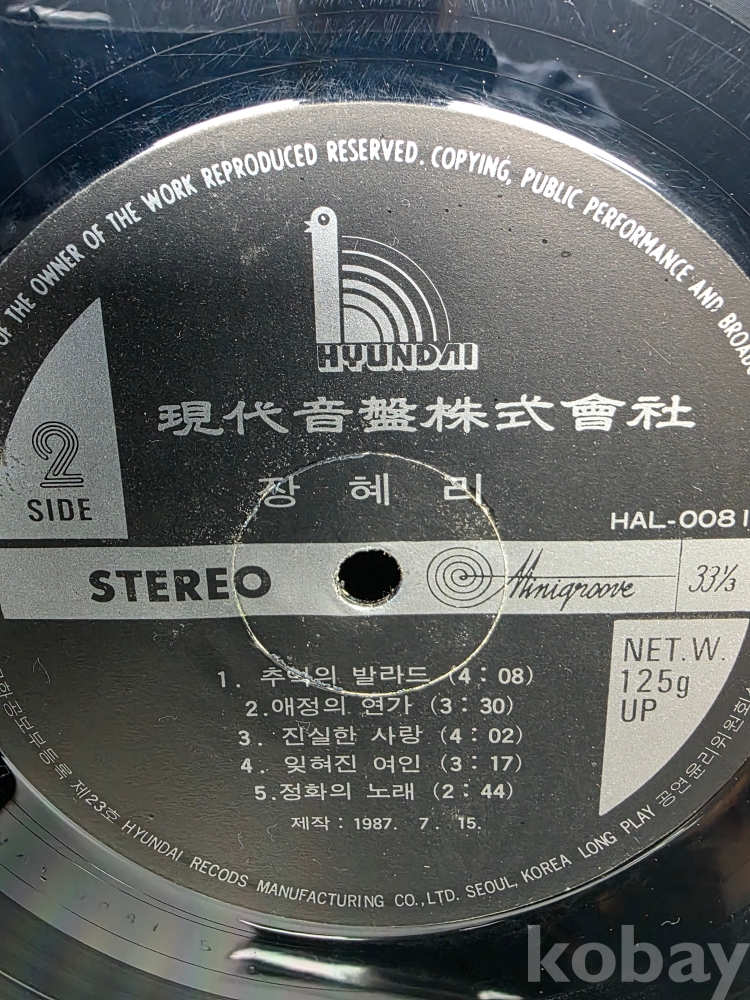 OF THE OWNER OF THE WORK REPRODUCED RESERVED. COPYING, PUBLIC PERFORMANCE AND
HYUNDAI
現代音盤株式會社
2
SIDE
장 혜 리
HAL-0081
STEREO
Minigroove
33⅓
NET. W.
125g
UP
1. 추억의 발라드 (4 : 08)
2. 애정의 연가 (3 : 30)
3. 진실한 사랑 (4 : 02)
4. 잊혀진 여인 (3 : 17)
5. 정화의 노래 (2 : 44)
제작 : 1987. 7. 15.
제23호 HYUNDAI RECODS MANUFACTURING CO., LTD. SEOUL, KOREA LONG PLAY 공연윤리위원회
kobay